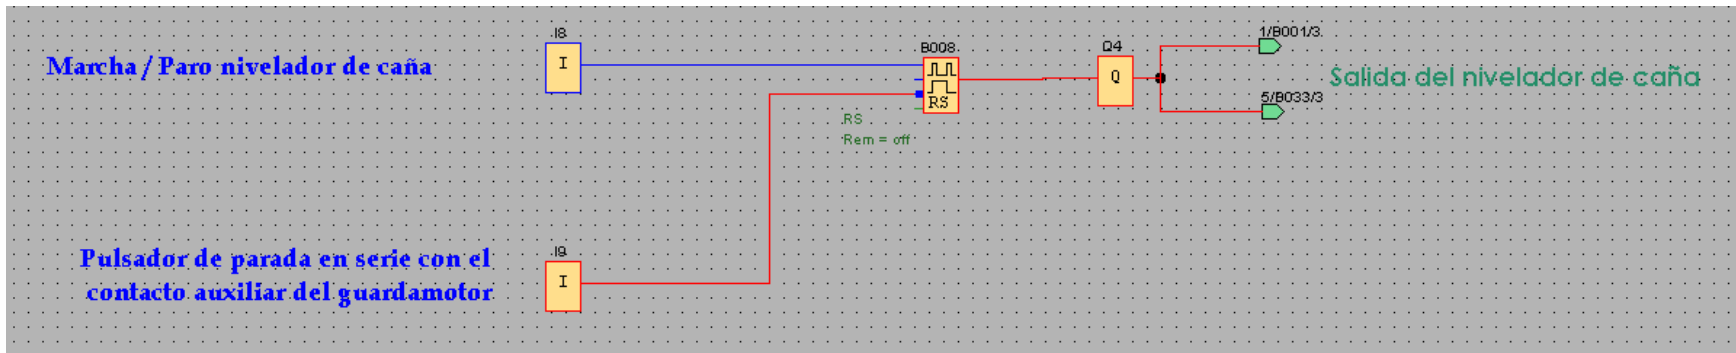 I8
Marcha / Paro nivelador de caña
I
B008
RS
RS
Rem = off
Q4
Q
1/B001/3
Salida del nivelador de caña
5/B033/3
I9
Pulsador de parada en serie con el
contacto auxiliar del guardamotor
I